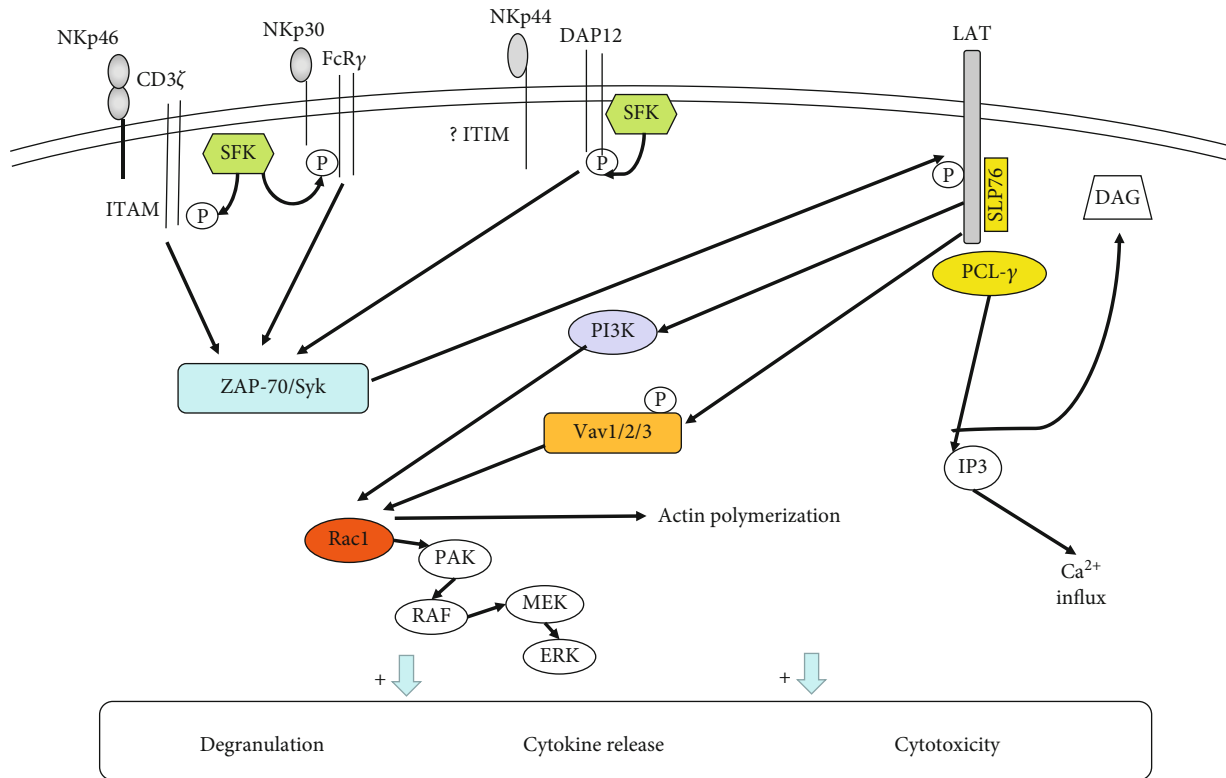 NKp46
CD3ζ
NKp30
FcRγ
NKp44
DAP12
LAT
SFK
? ITIM
SFK
P
P
P
ITAM
P
SLP76
DAG
PCL-γ
PI3K
ZAP-70/Syk
P
Vav1/2/3
IP3
Actin polymerization
Rac1
PAK
Ca²⁺
influx
RAF
MEK
ERK
+
+
Degranulation
Cytokine release
Cytotoxicity